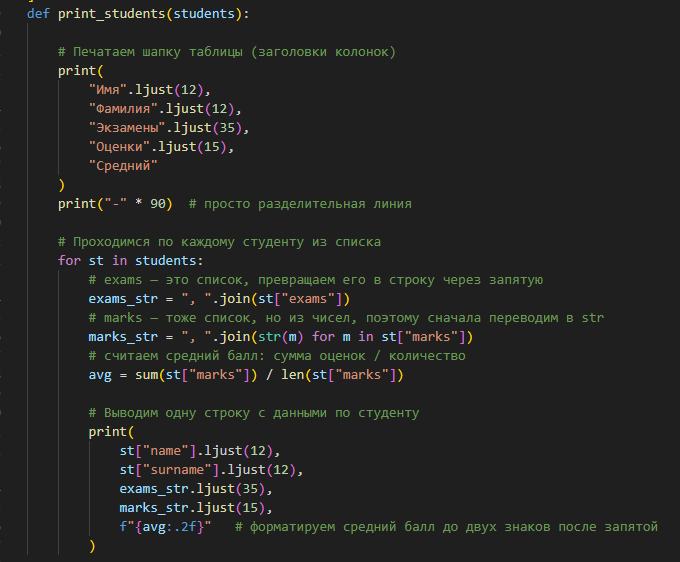 def print_students(students):
# Печатаем шапку таблицы (заголовки колонок)
print(
"Имя".ljust(12),
"Фамилия".ljust(12),
"Экзамены".ljust(35),
"Оценки".ljust(15),
"Средний"
)
print("-" * 90)  # просто разделительная линия
# Проходимся по каждому студенту из списка
for st in students:
# exams — это список, превращаем его в строку через запятую
exams_str = ", ".join(st["exams"])
# marks — тоже список, но из чисел, поэтому сначала переводим в str
marks_str = ", ".join(str(m) for m in st["marks"])
# считаем средний балл: сумма оценок / количество
avg = sum(st["marks"]) / len(st["marks"])
# Выводим одну строку с данными по студенту
print(
st["name"].ljust(12),
st["surname"].ljust(12),
exams_str.ljust(35),
marks_str.ljust(15),
f"{avg:.2f}"   # форматируем средний балл до двух знаков после запятой
)